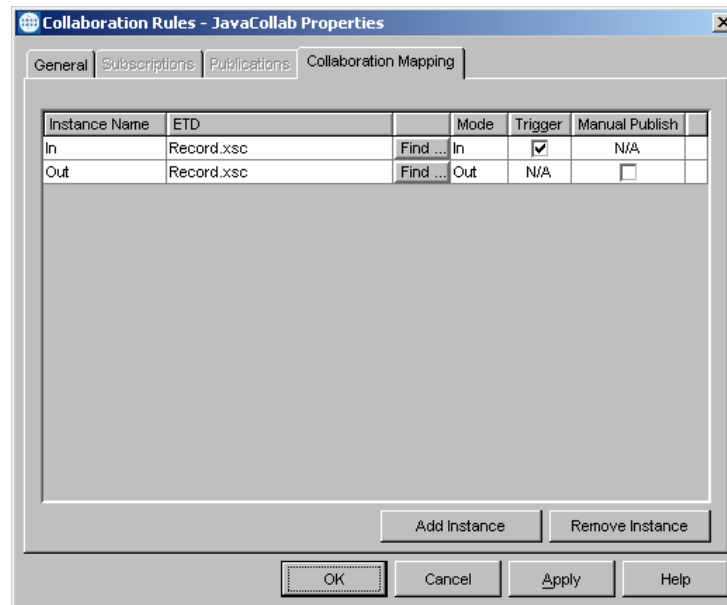 Collaboration Rules - JavaCollab Properties
General Subscriptions Publications Collaboration Mapping
Instance Name ETD Mode Trigger Manual Publish
In Record.xsc Find ... In N/A
Out Record.xsc Find ... Out N/A
Add Instance Remove Instance
OK Cancel Apply Help